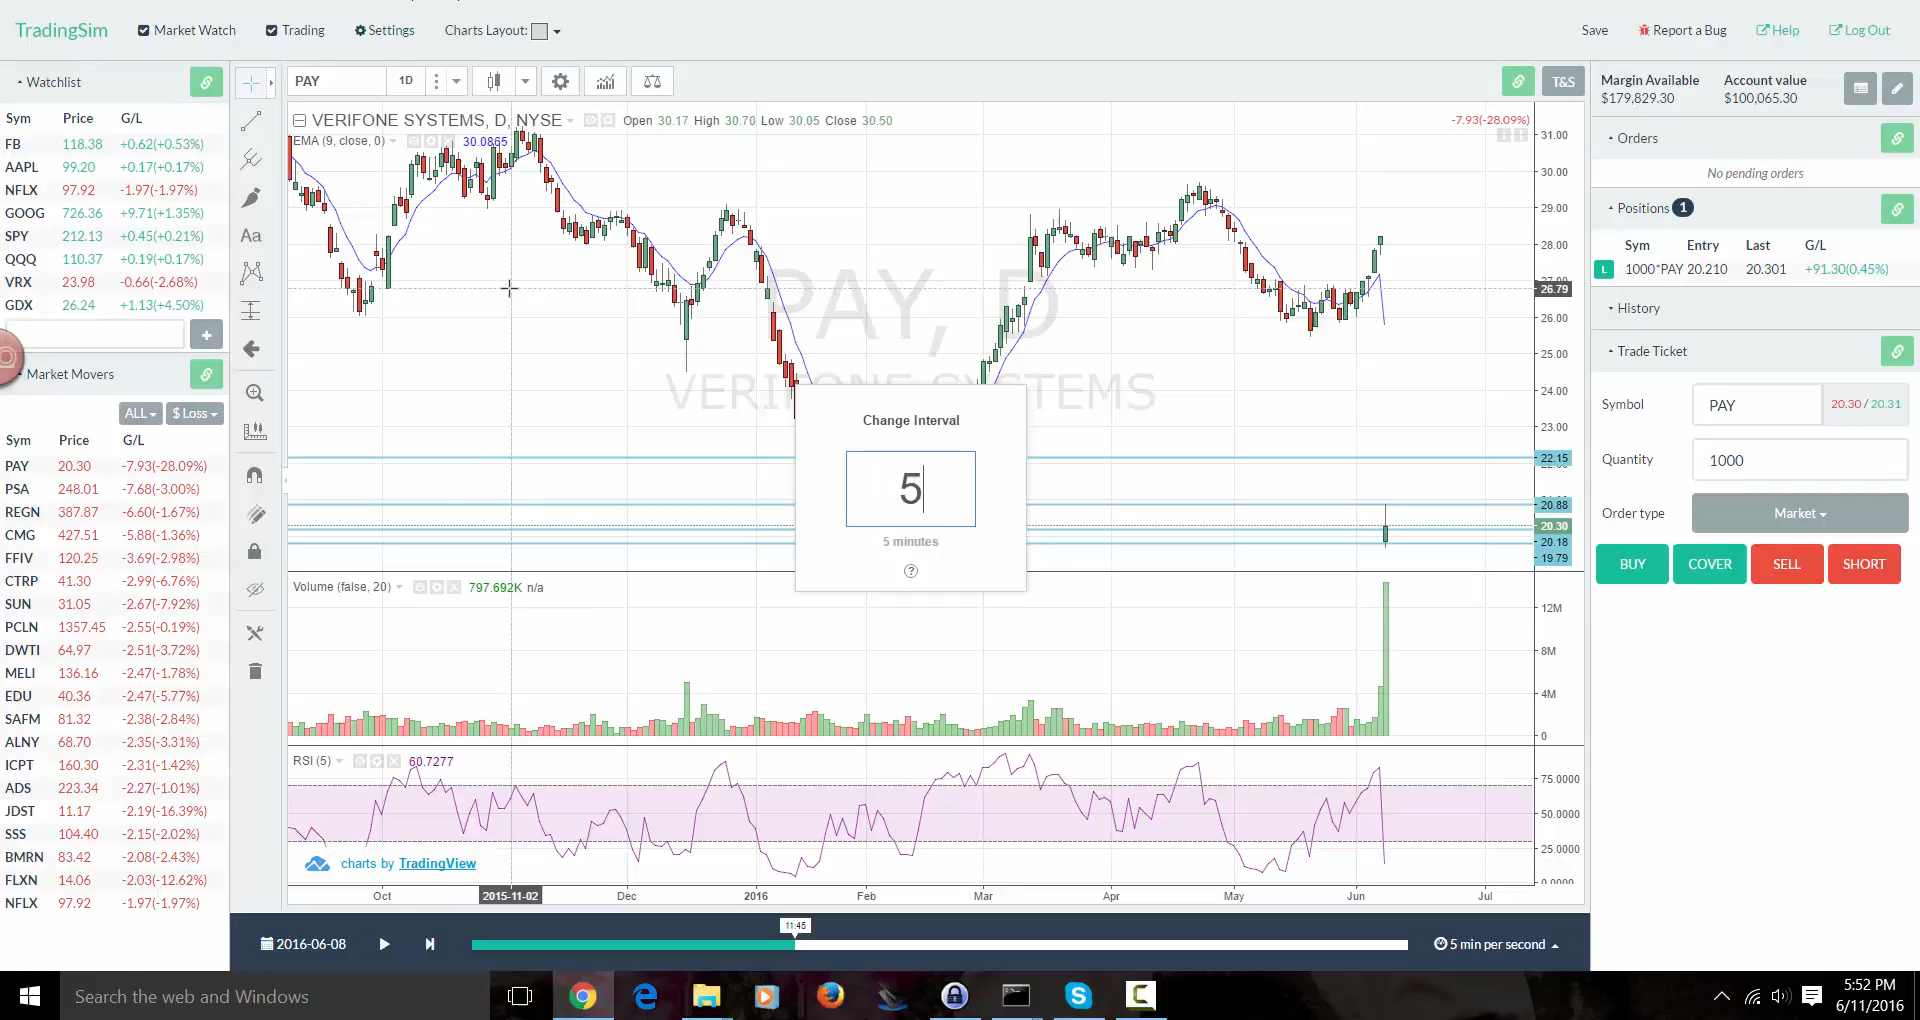 TradingSim
Market Watch
Trading
Settings
Charts Layout:
Save
Report a Bug
Help
Log Out
Watchlist
Sym Price G/L
FB 118.38 +0.62(+0.53%)
AAPL 99.20 +0.17(+0.17%)
NFLX 97.92 -1.97(-1.97%)
GOOG 726.36 +9.71(+1.35%)
SPY 212.13 +0.45(+0.21%)
QQQ 110.37 +0.19(+0.17%)
VRX 23.98 -0.66(-2.68%)
GDX 26.24 +1.13(+4.50%)
+
Market Movers
ALL
$ Loss
Sym Price G/L
PAY 20.30 -7.93(-28.09%)
PSA 248.01 -7.68(-3.00%)
REGN 387.87 -6.60(-1.67%)
CMG 427.51 -5.88(-1.36%)
FFIV 120.25 -3.69(-2.98%)
CTRP 41.30 -2.99(-6.76%)
SUN 31.05 -2.67(-7.92%)
PCLN 1357.45 -2.55(-0.19%)
DWTI 64.97 -2.51(-3.72%)
MELI 136.16 -2.47(-1.78%)
EDU 40.36 -2.47(-5.77%)
SAFM 81.32 -2.38(-2.84%)
ALNY 68.70 -2.35(-3.31%)
ICPT 160.30 -2.31(-1.42%)
ADS 223.34 -2.27(-1.01%)
JDST 11.17 -2.19(-16.39%)
SSS 104.40 -2.15(-2.02%)
BMRN 83.42 -2.08(-2.43%)
FLXN 14.06 -2.03(-12.62%)
NFLX 97.92 -1.97(-1.97%)
Aa
PAY
1D
T&S
VERIFONE SYSTEMS, D, NYSE
Open 30.17 High 30.70 Low 30.05 Close 30.50
-7.93(-28.09%)
EMA (9, close, 0)
30.0865
PAY, D
VERIFONE SYSTEMS
31.00
30.00
29.00
28.00
27.00
26.79
26.00
25.00
24.00
23.00
22.15
20.88
20.30
20.18
19.79
Change Interval
5
5 minutes
?
Volume (false, 20)
797.692K n/a
12M
8M
4M
0
RSI (5)
60.7277
75.0000
50.0000
25.0000
0.0000
charts by TradingView
Oct
2015-11-02
Dec
2016
Feb
Mar
Apr
May
Jun
Jul
2016-06-08
11:45
5 min per second
Margin Available
$179,829.30
Account value
$100,065.30
Orders
No pending orders
Positions 1
Sym Entry Last G/L
L 1000*PAY 20.210 20.301 +91.30(0.45%)
History
Trade Ticket
Symbol PAY 20.30 / 20.31
Quantity 1000
Order type Market
BUY COVER SELL SHORT
Search the web and Windows
5:52 PM
6/11/2016